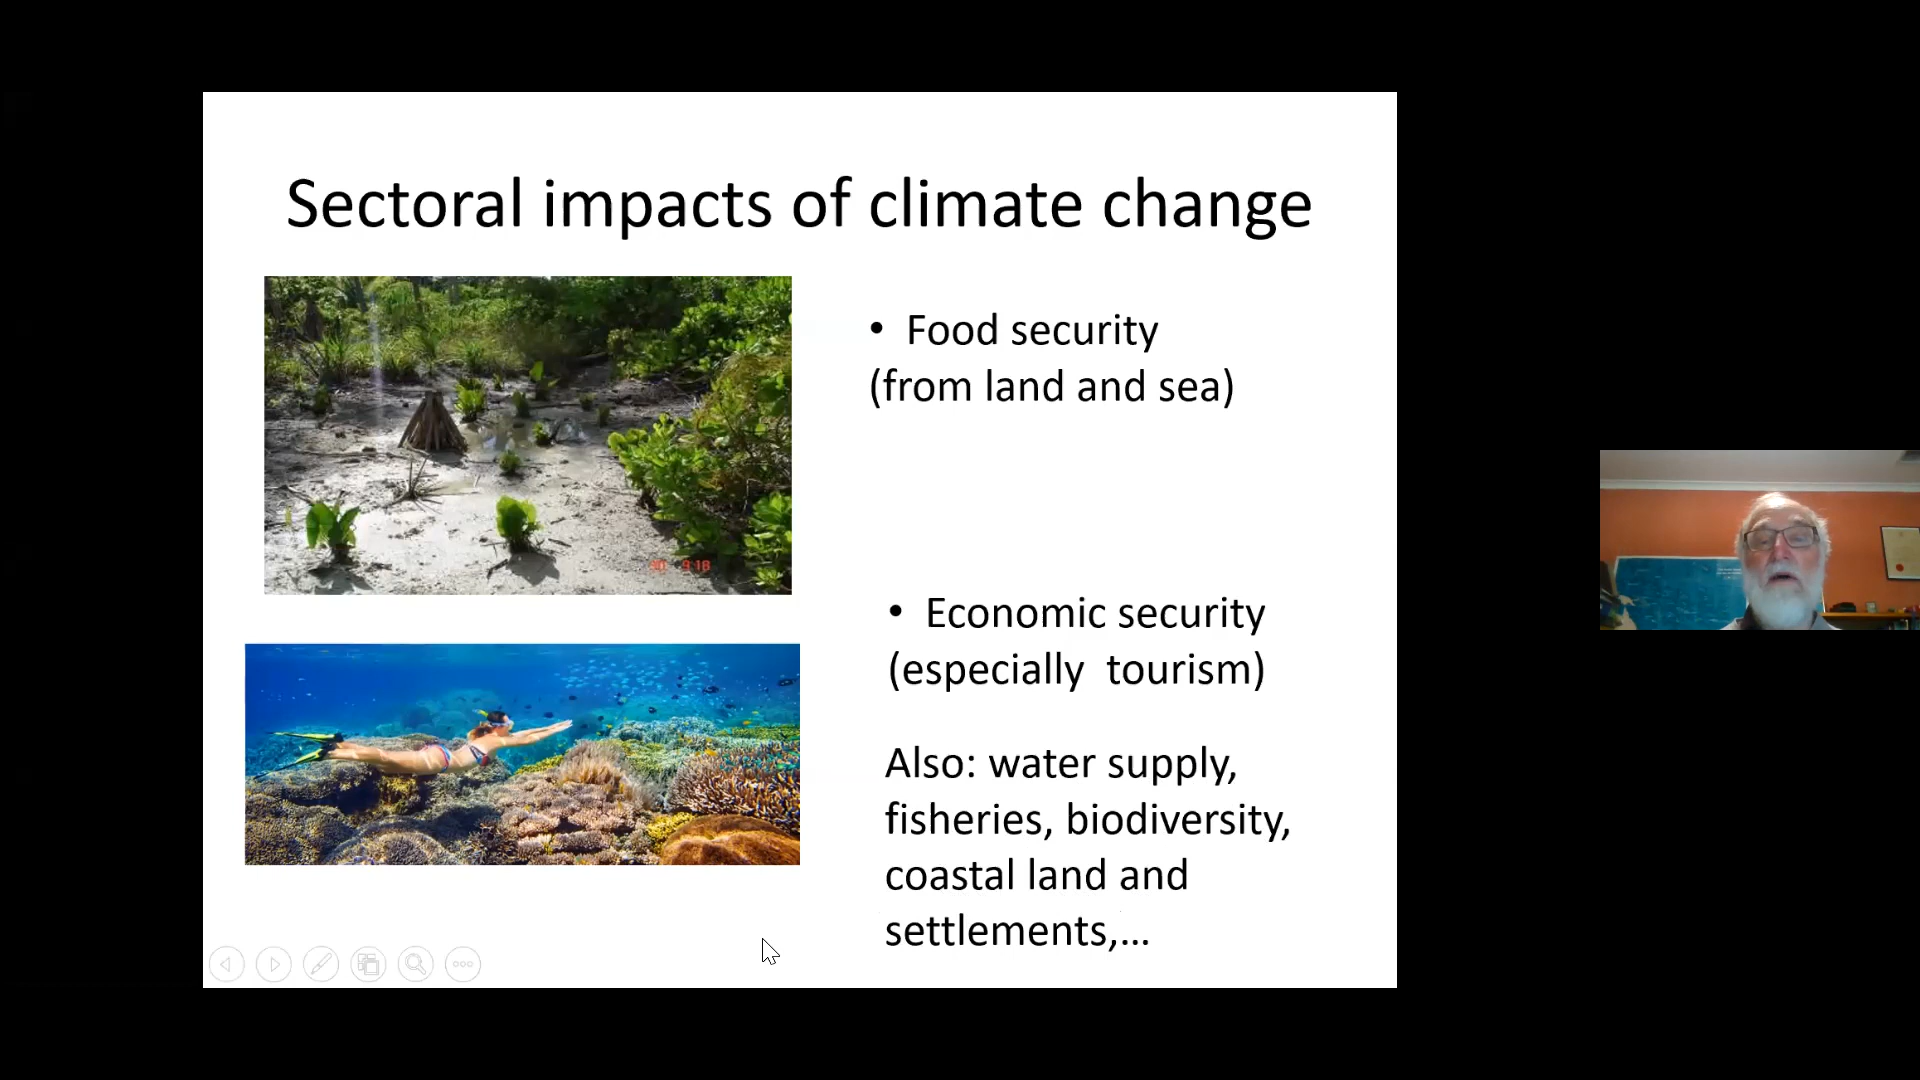 Sectoral impacts of climate change
• Food security
(from land and sea)
• Economic security
(especially tourism)
Also: water supply,
fisheries, biodiversity,
coastal land and
settlements,...